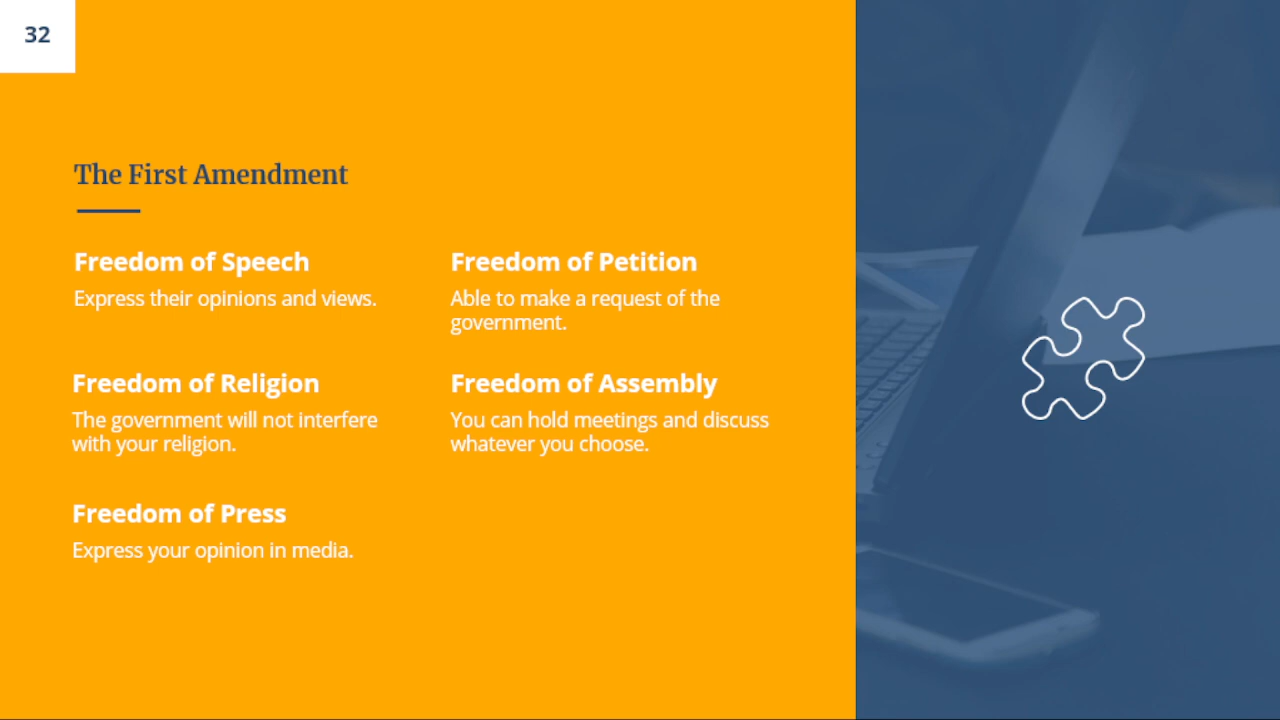 32
The First Amendment
Freedom of Speech
Express their opinions and views.
Freedom of Religion
The government will not interfere
with your religion.
Freedom of Press
Express your opinion in media.
Freedom of Petition
Able to make a request of the
government.
Freedom of Assembly
You can hold meetings and discuss
whatever you choose.